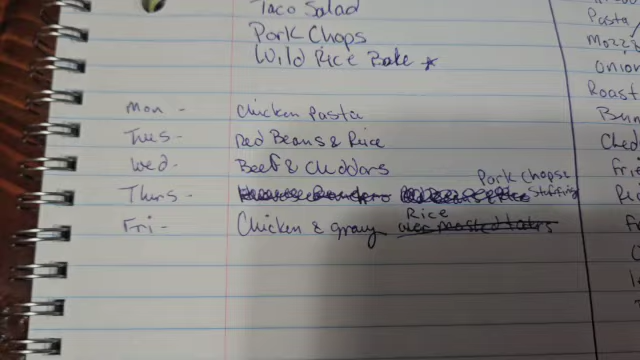 Taco Salad
Pork Chops
Wild Rice Bake *
Mon - Chicken Pasta
Tues - Red Beans & Rice
Wed - Beef & Cheddars
Pork Chops &
Thurs - Stuffing
Rice
Fri - Chicken & gravy
Pasta
Mozz
Onion
Roast
Bun
Ched
Frie